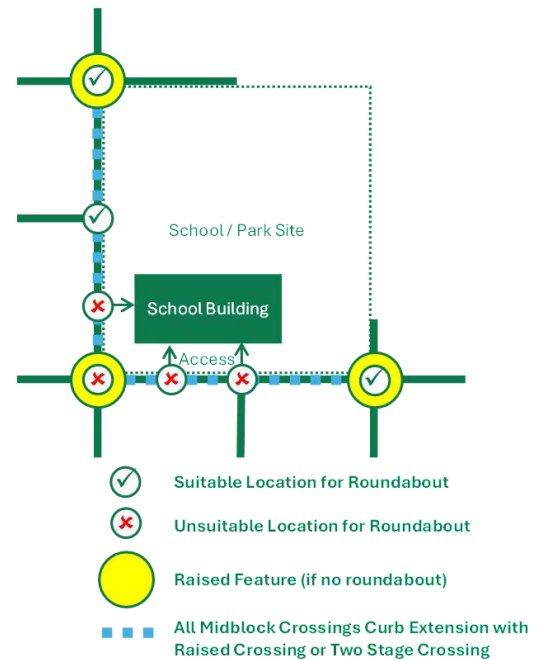 School / Park Site
School Building
Access
Suitable Location for Roundabout
Unsuitable Location for Roundabout
Raised Feature (if no roundabout)
All Midblock Crossings Curb Extension with
Raised Crossing or Two Stage Crossing